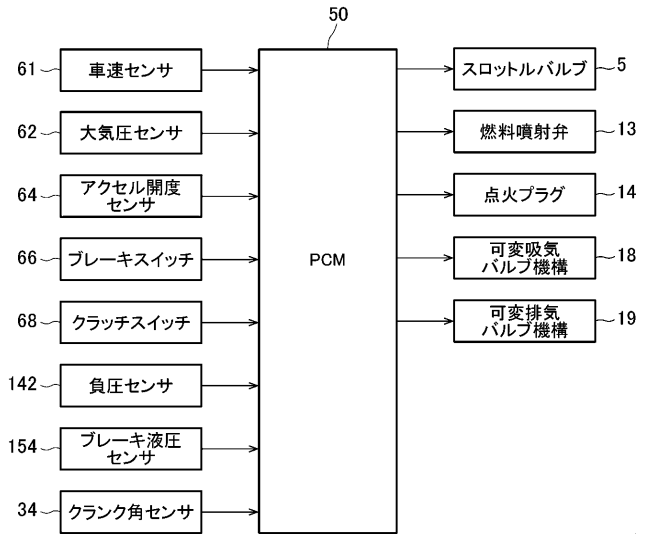 50
61
車速センサ
62
大気圧センサ
64
アクセル開度
センサ
66
ブレーキスイッチ
68
クラッチスイッチ
142
負圧センサ
154
ブレーキ液圧
センサ
34
クランク角センサ
PCM
スロットルバルブ
5
燃料噴射弁
13
点火プラグ
14
可変吸気
バルブ機構
18
可変排気
バルブ機構
19